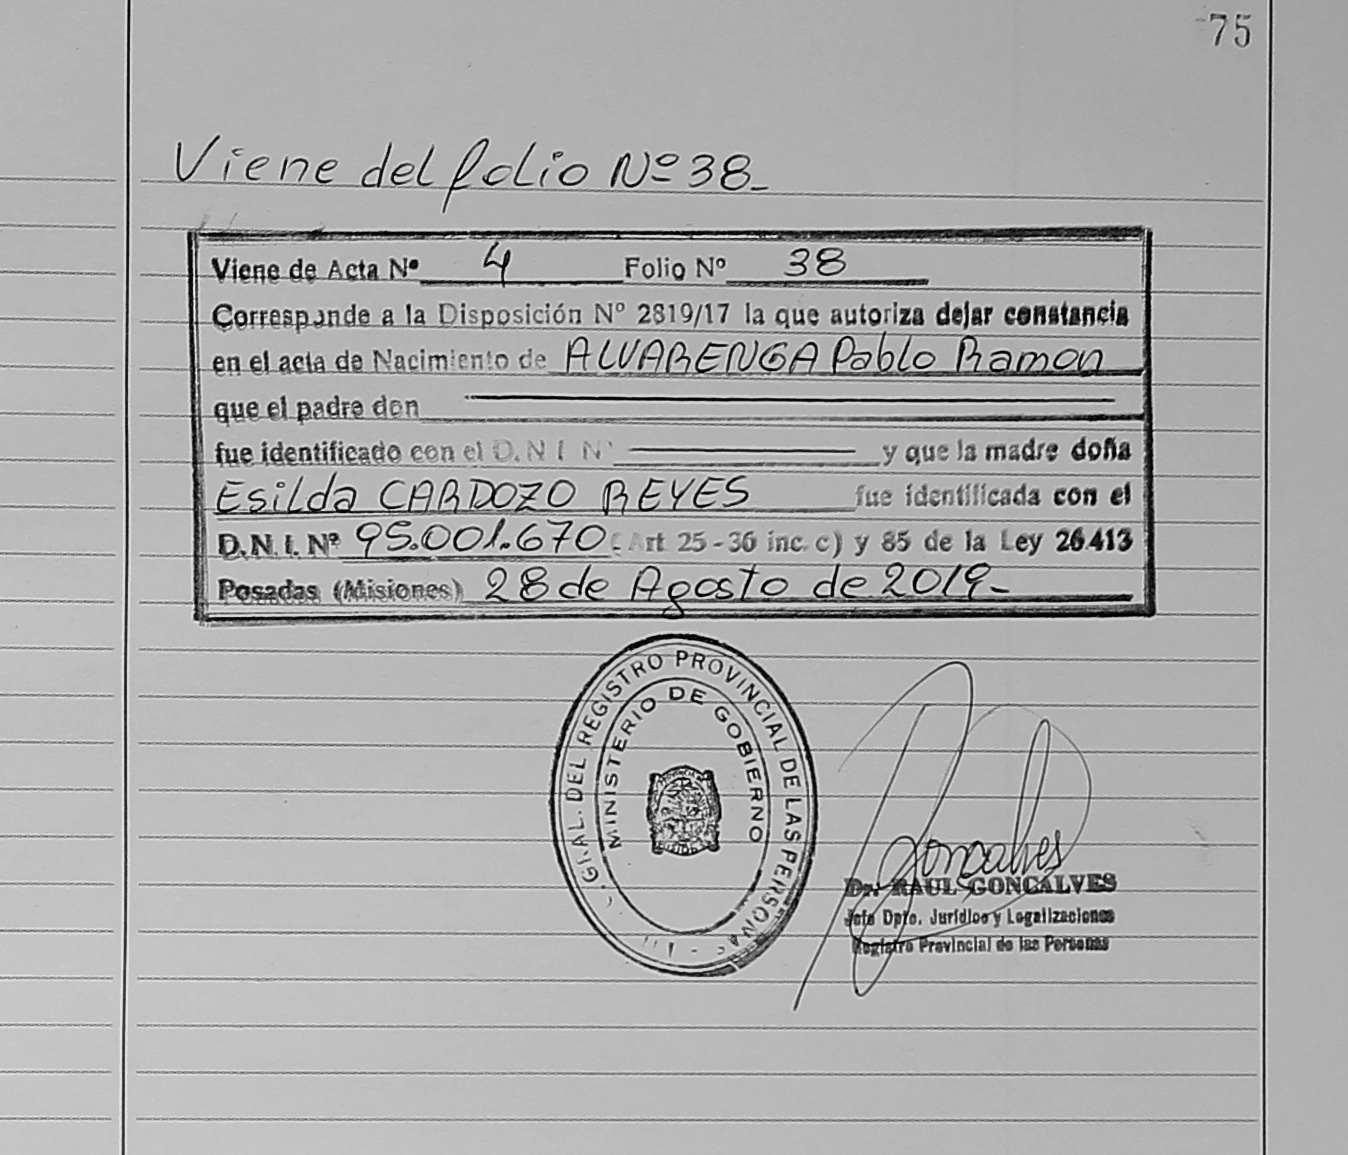 75
Viene del folio Nº 38_
Viene de Acta Nº 4 Folio Nº 38
Corresponde a la Disposición Nº 2819/17 la que autoriza dejar constancia
en el acta de Nacimiento de ALVARENGA Pablo Ramon
que el padre don
fue identificado con el D.N.I. Nº y que la madre doña
Esilda CARDOZO REYES fue identificada con el
D.N.I. Nº 95.001.670 (Art 25-36 inc. c) y 85 de la Ley 26.413
Posadas (Misiones) 28 de Agosto de 2019_
GRAL. DEL REGISTRO PROVINCIAL DE LAS PERSONAS
MINISTERIO DE GOBIERNO
Goncalves
Dr. RAUL GONCALVES
Jefe Dpto. Jurídico y Legalizaciones
Registro Provincial de las Personas